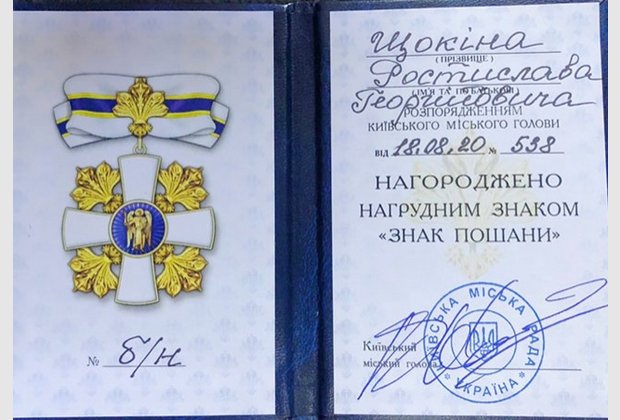 № б/н
Щокіна
( ПРІЗВИЩЕ )
Ростислава
(ІМ'Я ТА ПО БАТЬКОВІ)
Георгійовича
РОЗПОРЯДЖЕННЯМ
КИЇВСЬКОГО МІСЬКОГО ГОЛОВИ
ВІД 18.08.20 № 538
НАГОРОДЖЕНО
НАГРУДНИМ ЗНАКОМ
«ЗНАК ПОШАНИ»
Київський
міський голова
КИЇВСЬКА МІСЬКА РАДА
УКРАЇНА